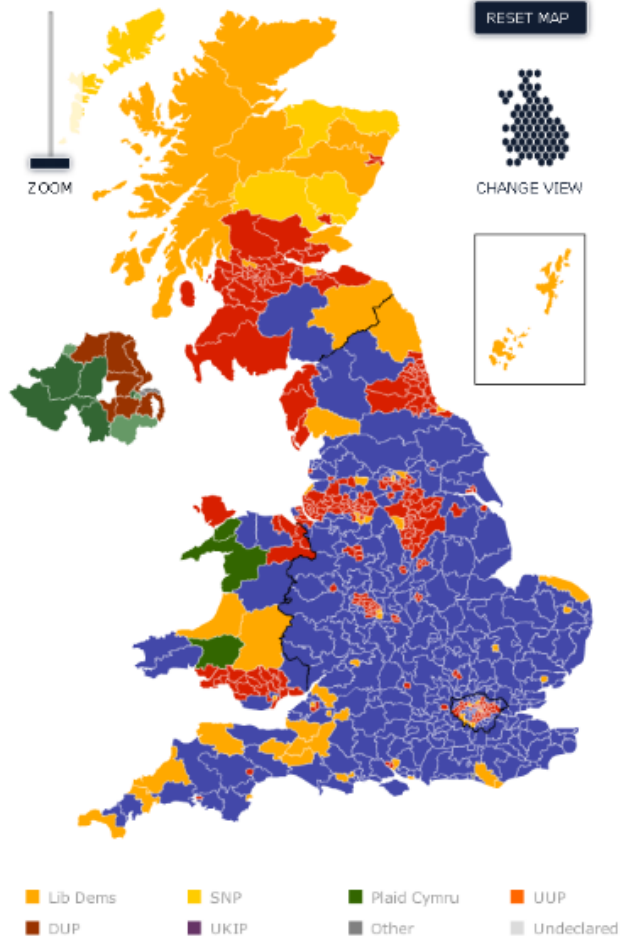 RESET MAP
ZOOM
CHANGE VIEW
Lib Dems SNP Plaid Cymru UUP
DUP UKIP Other Undeclared